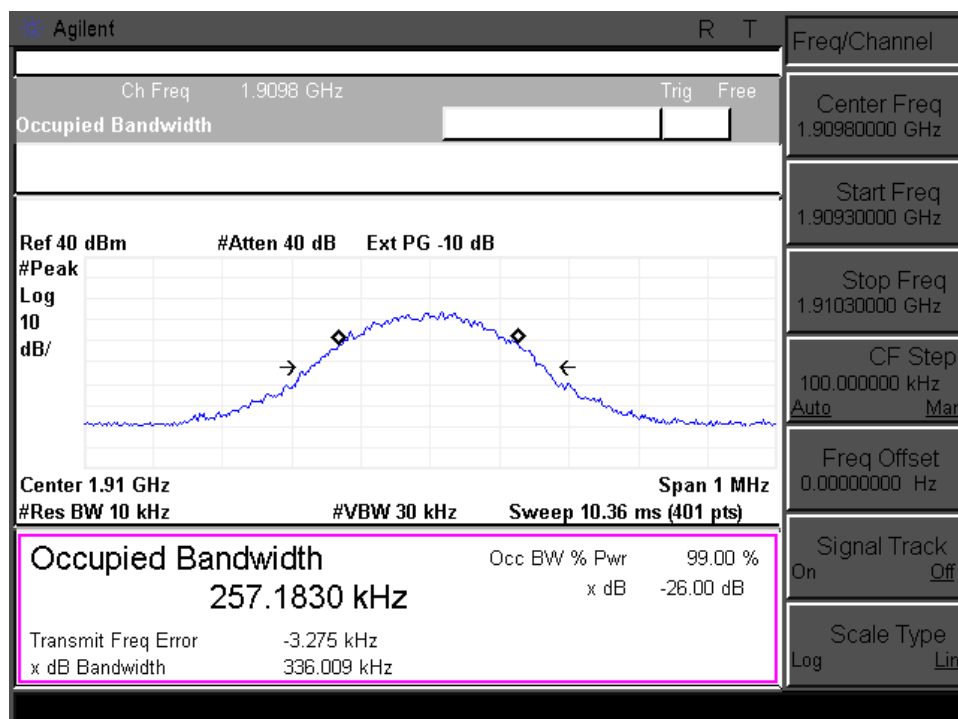 Agilent R T
Ch Freq 1.9098 GHz Trig Free
Occupied Bandwidth
Ref 40 dBm #Atten 40 dB Ext PG -10 dB
#Peak
Log
10
dB/
Center 1.91 GHz Span 1 MHz
#Res BW 10 kHz #VBW 30 kHz Sweep 10.36 ms (401 pts)
Occupied Bandwidth
257.1830 kHz
Occ BW % Pwr 99.00 %
x dB -26.00 dB
Transmit Freq Error -3.275 kHz
x dB Bandwidth 336.009 kHz
Freq/Channel
Center Freq
1.90980000 GHz
Start Freq
1.90930000 GHz
Stop Freq
1.91030000 GHz
CF Step
100.000000 kHz
Auto Man
Freq Offset
0.00000000 Hz
Signal Track
On Off
Scale Type
Log Lin